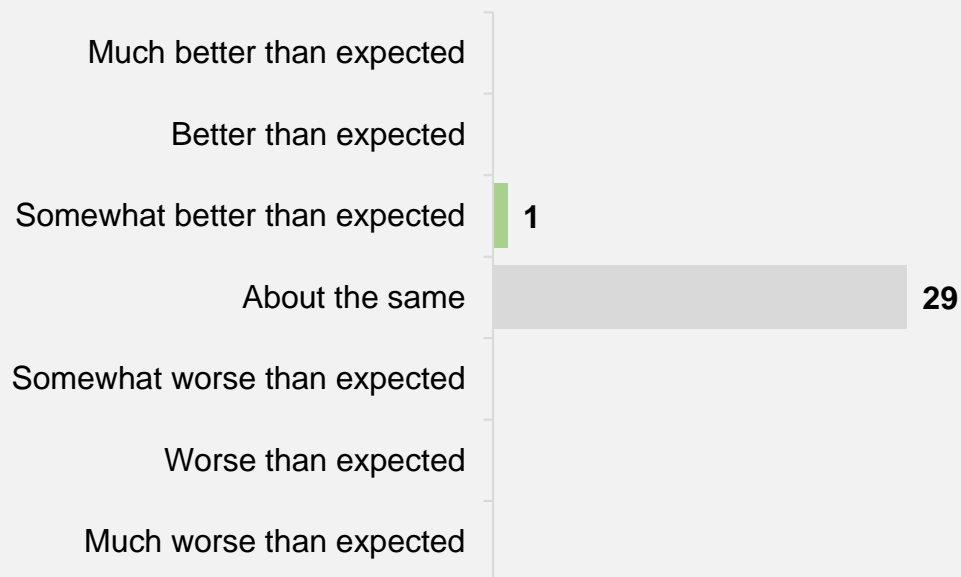 Much better than expected
Better than expected
Somewhat better than expected
1
About the same
29
Somewhat worse than expected
Worse than expected
Much worse than expected